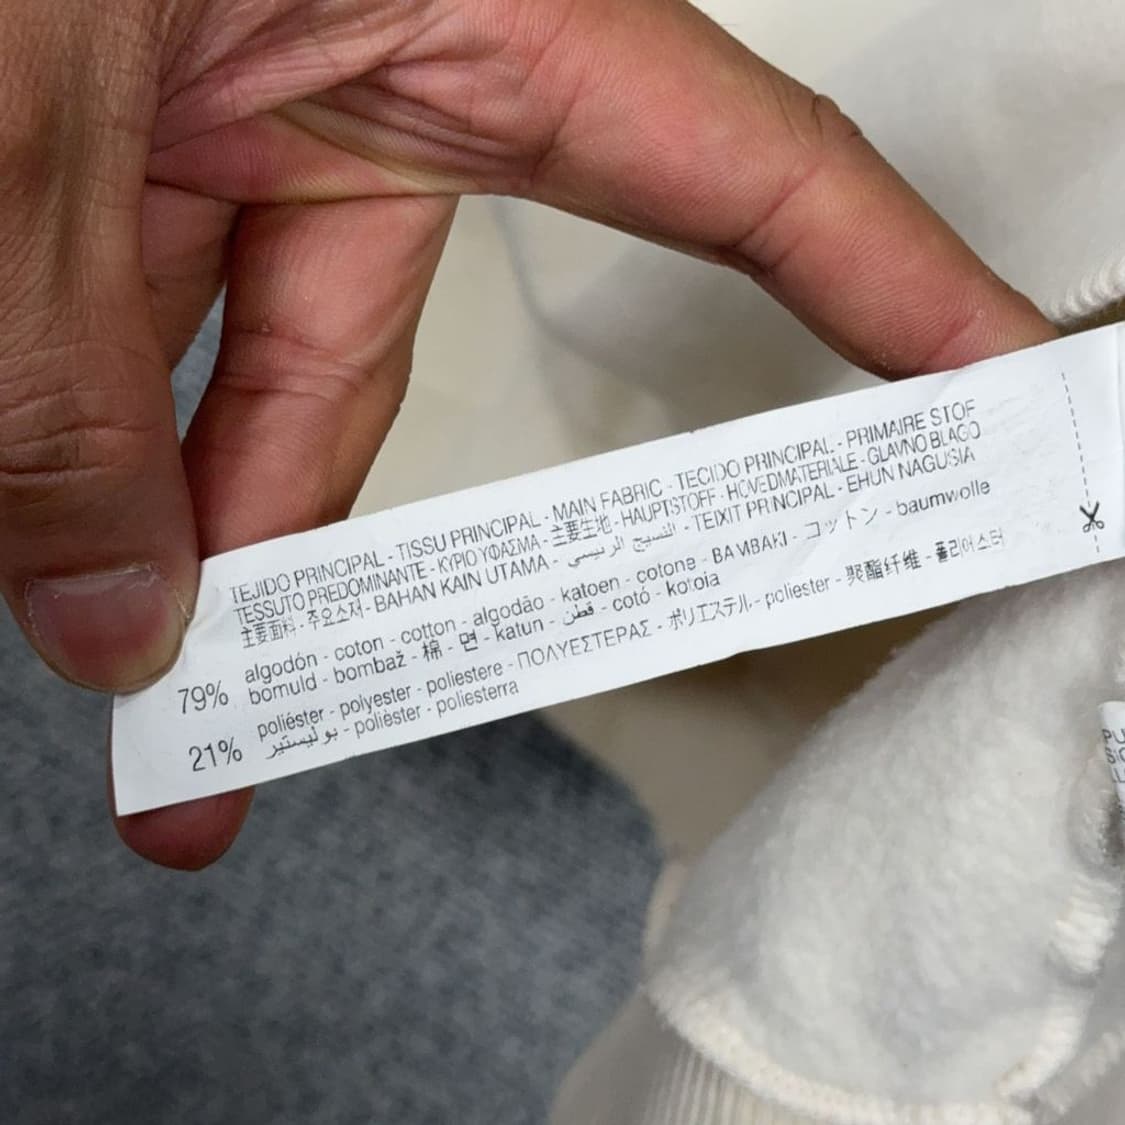 TEJIDO PRINCIPAL - TISSU PRINCIPAL - MAIN FABRIC - TECIDO PRINCIPAL - PRIMAIRE STOF
TESSUTO PREDOMINANTE - ΚΥΡΙΟ ΥΦΑΣΜΑ - 主要生地 - HAUPTSTOFF - HOVEDMATERIALE - GLAVNO BLAGO
主要面料 - 주요소재 - BAHAN KAIN UTAMA - النسيج الرئيسي - TEIXIT PRINCIPAL - EHUN NAGUSIA
79% algodón - coton - cotton - algodão - katoen - cotone - ΒΑΜΒΑΚΙ - コットン - baumwolle
bomuld - bombaž - 棉 - 면 - katun - قطن - cotó - kotoia
21% poliéster - polyester - poliestere - ΠΟΛΥΕΣΤΕΡΑΣ - ポリエステル - poliester - 聚酯纤维 - 폴리에스터
بوليستير - polièster - poliesterra
PU